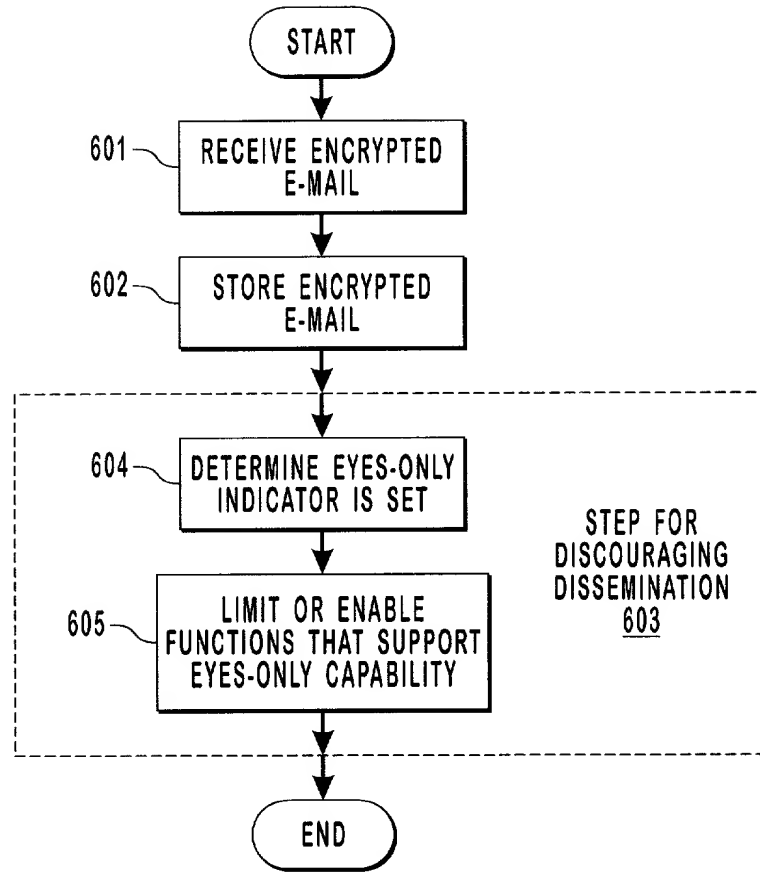 START
601
RECEIVE ENCRYPTED
E-MAIL
602
STORE ENCRYPTED
E-MAIL
604
DETERMINE EYES-ONLY
INDICATOR IS SET
STEP FOR
DISCOURAGING
DISSEMINATION
603
605
LIMIT OR ENABLE
FUNCTIONS THAT SUPPORT
EYES-ONLY CAPABILITY
END